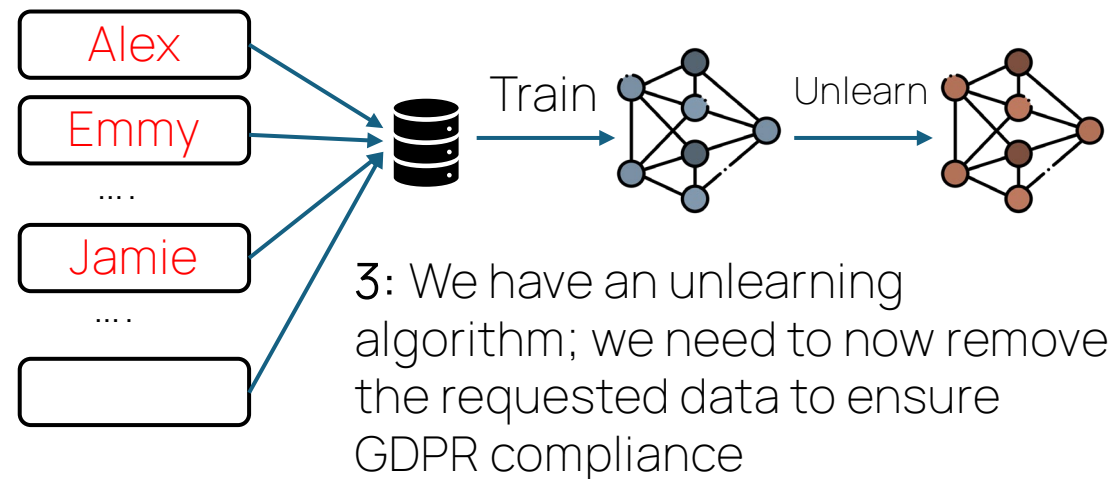 Alex
Emmy
... .
Jamie
... .
Train
Unlearn
3: We have an unlearning
algorithm; we need to now remove
the requested data to ensure
GDPR compliance